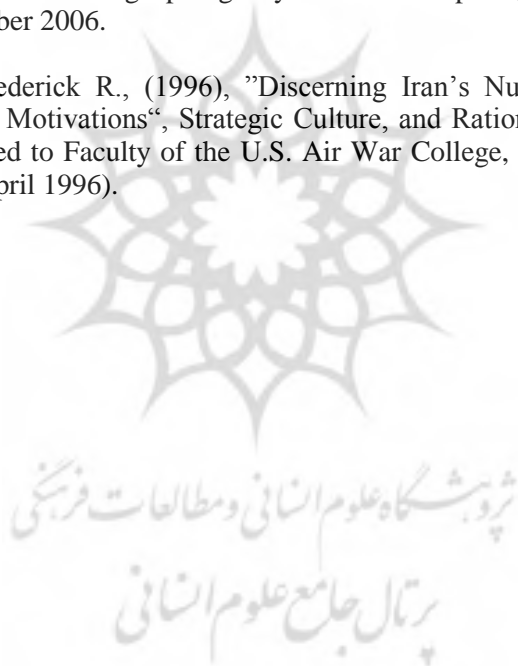 ber 2006.
ederick R., (1996), ”Discerning Iran’s Nu
Motivations“, Strategic Culture, and Ration
ed to Faculty of the U.S. Air War College,
pril 1996).
پژوهشگاه علوم انسانی و مطالعات فرهنگی
پرتال جامع علوم انسانی